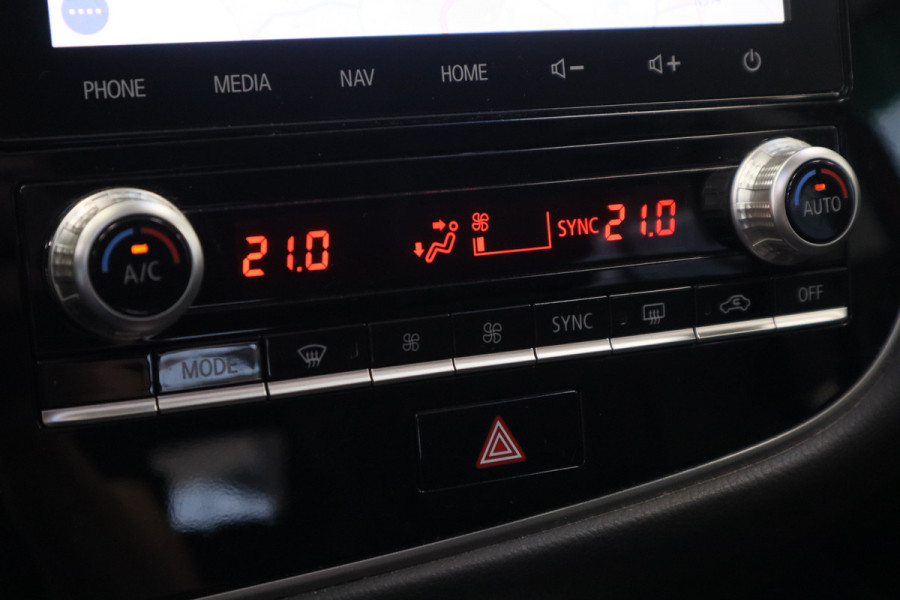 PHONE MEDIA NAV HOME
A/C 21.0 SYNC 21.0 AUTO
MODE SYNC OFF